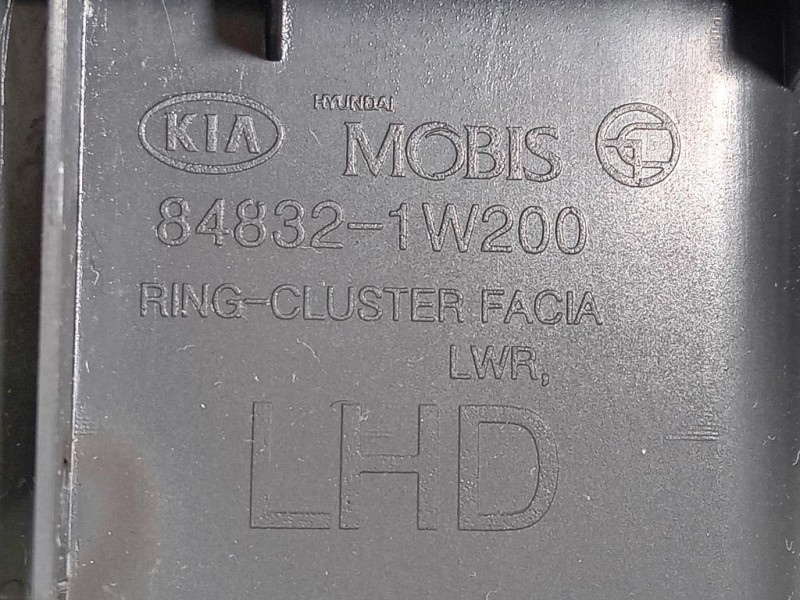 KIA HYUNDAI MOBIS
84832-1W200
RING-CLUSTER FACIA
LWR,
LHD